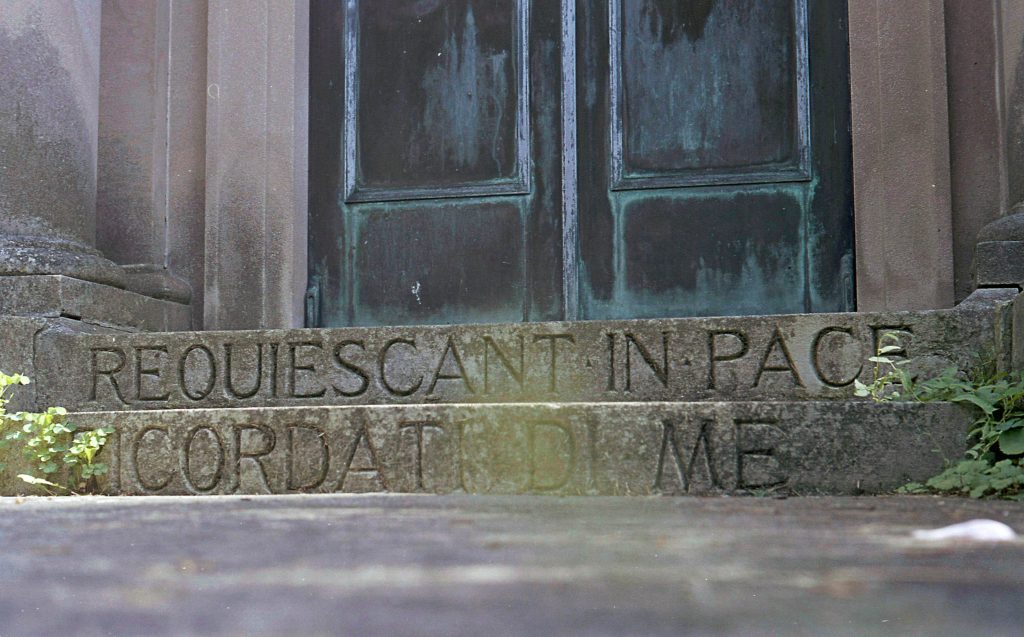 REQUIESCANT · IN · PACE
RICORDATI DI ME